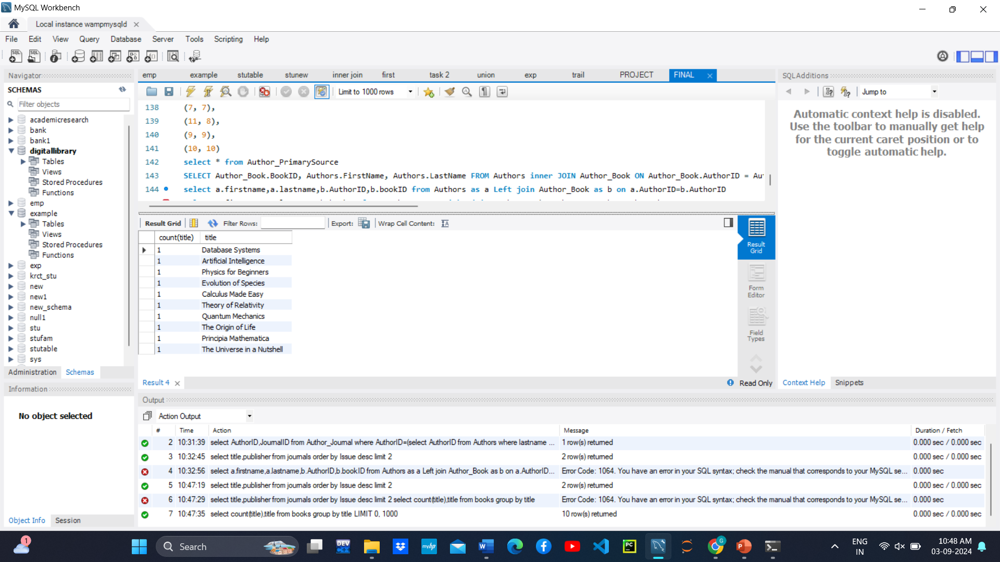 MySQL Workbench
Local instance wampmysqld
File Edit View Query Database Server Tools Scripting Help
Navigator
SCHEMAS
Filter objects
academicresearch
bank
bank1
digitallibrary
Tables
Views
Stored Procedures
Functions
emp
example
Tables
Views
Stored Procedures
Functions
exp
krct_stu
new
new1
new_schema
null1
stu
stufam
stutable
sys
Administration Schemas
Information
No object selected
Object Info Session
emp example stutable stunew inner join first task 2 union exp trail PROJECT FINAL
Limit to 1000 rows
138 (7, 7),
139 (11, 8),
140 (9, 9),
141 (10, 10)
142 select * from Author_PrimarySource
143 SELECT Author_Book.BookID, Authors.FirstName, Authors.LastName FROM Authors inner JOIN Author_Book ON Author_Book.AuthorID = Au
144 select a.firstname,a.lastname,b.AuthorID,b.bookID from Authors as a Left join Author_Book as b on a.AuthorID=b.AuthorID
Result Grid Filter Rows: Export: Wrap Cell Content:
count(title) title
1 Database Systems
1 Artificial Intelligence
1 Physics for Beginners
1 Evolution of Species
1 Calculus Made Easy
1 Theory of Relativity
1 Quantum Mechanics
1 The Origin of Life
1 Principia Mathematica
1 The Universe in a Nutshell
Result Grid
Form Editor
Field Types
Result 4
Read Only
SQLAdditions
Jump to
Automatic context help is disabled.
Use the toolbar to manually get help
for the current caret position or to
toggle automatic help.
Context Help Snippets
Output
Action Output
# Time Action Message Duration / Fetch
2 10:31:39 select AuthorID,JournalID from Author_Journal where AuthorID=(select AuthorID from Authors where lastname ... 1 row(s) returned 0.000 sec / 0.000 sec
3 10:32:45 select title,publisher from journals order by Issue desc limit 2 2 row(s) returned 0.000 sec / 0.000 sec
4 10:32:56 select a.firstname,a.lastname,b.AuthorID,b.bookID from Authors as a Left join Author_Book as b on a.AuthorID... Error Code: 1064. You have an error in your SQL syntax; check the manual that corresponds to your MySQL se... 0.000 sec
5 10:47:19 select title,publisher from journals order by Issue desc limit 2 2 row(s) returned 0.000 sec / 0.000 sec
6 10:47:29 select title,publisher from journals order by Issue desc limit 2 select count(title),title from books group by title Error Code: 1064. You have an error in your SQL syntax; check the manual that corresponds to your MySQL se... 0.000 sec
7 10:47:35 select count(title),title from books group by title LIMIT 0, 1000 10 row(s) returned 0.000 sec / 0.000 sec
1
Search
DEV C++
myhp
PC
G
ENG
IN
10:48 AM
03-09-2024